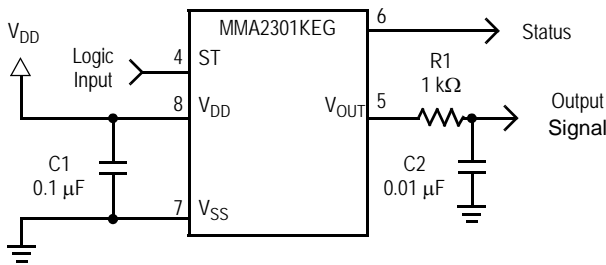 MMA2301KEG
6
Status
V_DD
Logic
Input
4
ST
R1
1 kΩ
8
V_DD
V_OUT
5
Output
Signal
C1
0.1 μF
C2
0.01 μF
7
V_SS